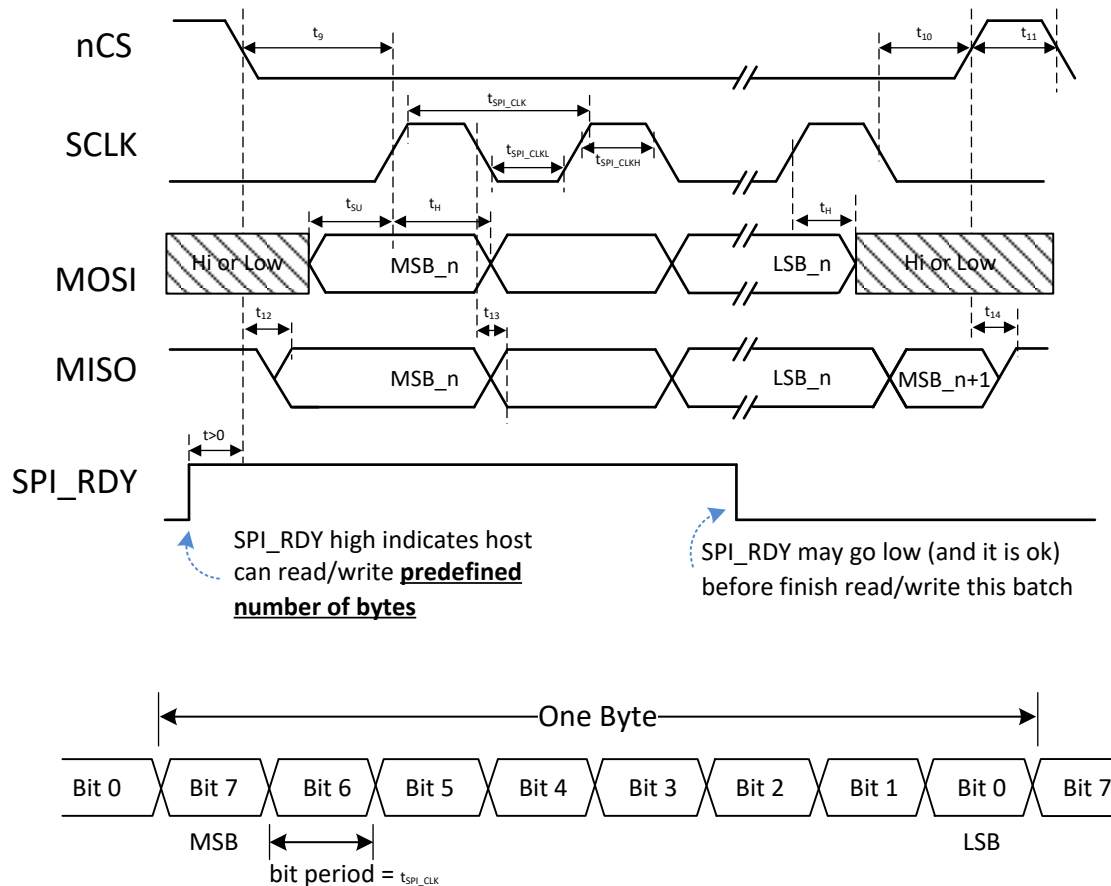 nCS
t9
t10
t11
SCLK
tSPI_CLK
tSPI_CLKL
tSPI_CLKH
MOSI
tSU
tH
tH
Hi or Low
MSB_n
LSB_n
Hi or Low
MISO
t12
t13
t14
MSB_n
LSB_n
MSB_n+1
SPI_RDY
t>0
SPI_RDY high indicates host
can read/write predefined
number of bytes
SPI_RDY may go low (and it is ok)
before finish read/write this batch
One Byte
Bit 0
Bit 7
Bit 6
Bit 5
Bit 4
Bit 3
Bit 2
Bit 1
Bit 0
Bit 7
MSB
LSB
bit period = tSPI_CLK